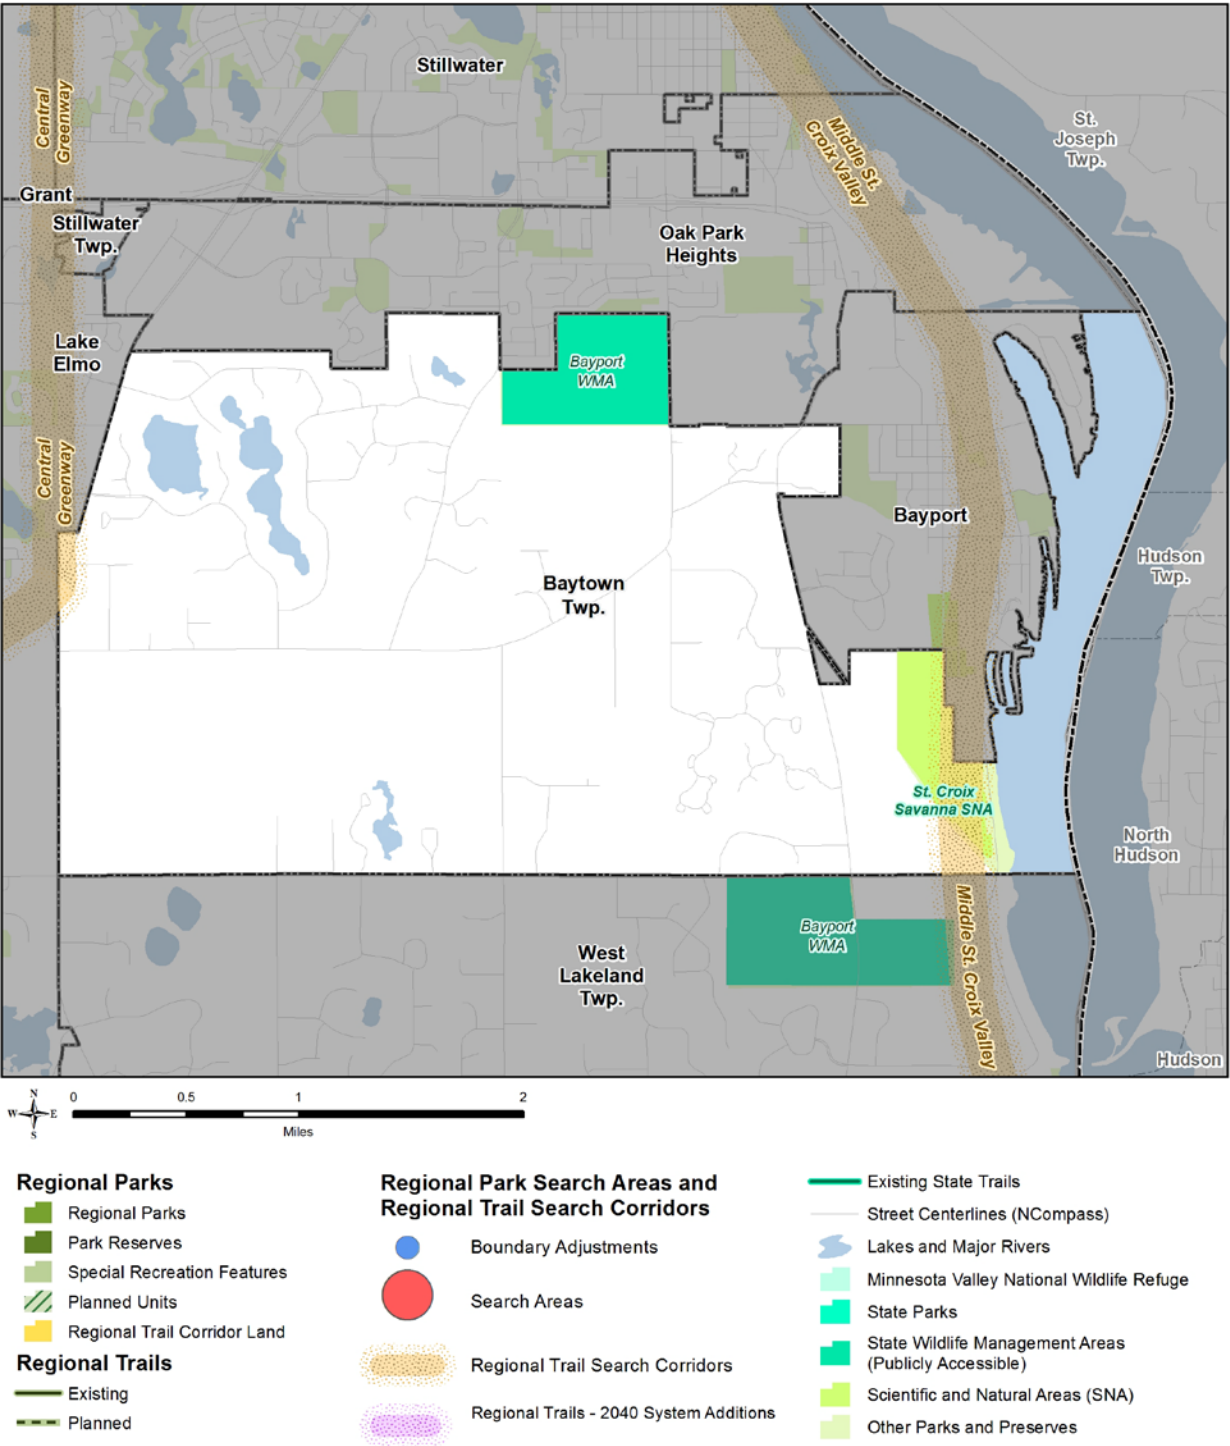 Stillwater
Central
Greenway
Middle St.
Croix Valley
St.
Joseph
Twp.
Grant
Stillwater
Twp.
Oak Park
Heights
Lake
Elmo
Bayport
WMA
Central
Greenway
Bayport
Hudson
Twp.
Baytown
Twp.
St. Croix
Savanna SNA
North
Hudson
Middle St. Croix Valley
Bayport
WMA
West
Lakeland
Twp.
Hudson
N
W E
S
0 0.5 1 2
Miles
Regional Parks
Regional Parks
Park Reserves
Special Recreation Features
Planned Units
Regional Trail Corridor Land
Regional Trails
Existing
Planned
Regional Park Search Areas and
Regional Trail Search Corridors
Boundary Adjustments
Search Areas
Regional Trail Search Corridors
Regional Trails - 2040 System Additions
Existing State Trails
Street Centerlines (NCompass)
Lakes and Major Rivers
Minnesota Valley National Wildlife Refuge
State Parks
State Wildlife Management Areas
(Publicly Accessible)
Scientific and Natural Areas (SNA)
Other Parks and Preserves